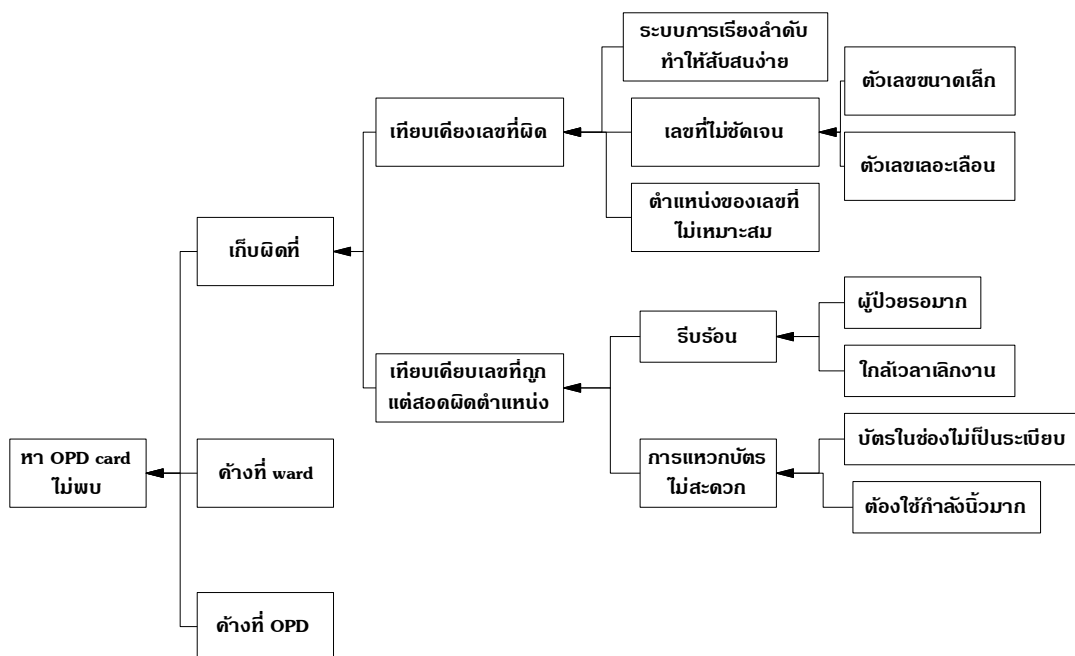 ระบบการเรียงลำดับ
ทำให้สับสนง่าย
ตัวเลขขนาดเล็ก
เทียบเคียงเลขที่ผิด
เลขที่ไม่ชัดเจน
ตัวเลขเลอะเลือน
ตำแหน่งของเลขที่
ไม่เหมาะสม
เก็บผิดที่
ผู้ป่วยรอมาก
รีบร้อน
เทียบเคียบเลขที่ถูก
แต่สอดผิดตำแหน่ง
ใกล้เวลาเลิกงาน
บัตรในช่องไม่เป็นระเบียบ
หา OPD card
ไม่พบ
ค้างที่ ward
การแหวกบัตร
ไม่สะดวก
ต้องใช้กำลังนิ้วมาก
ค้างที่ OPD